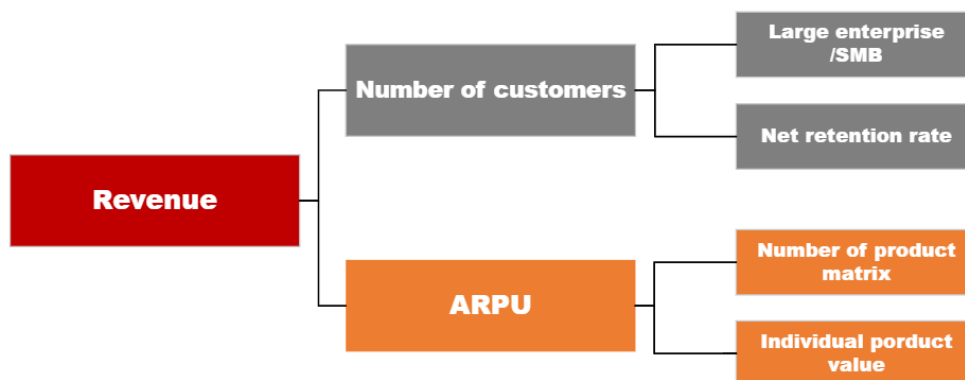 Large enterprise
/SMB
Number of customers
Net retention rate
Revenue
Number of product
matrix
ARPU
Individual porduct
value